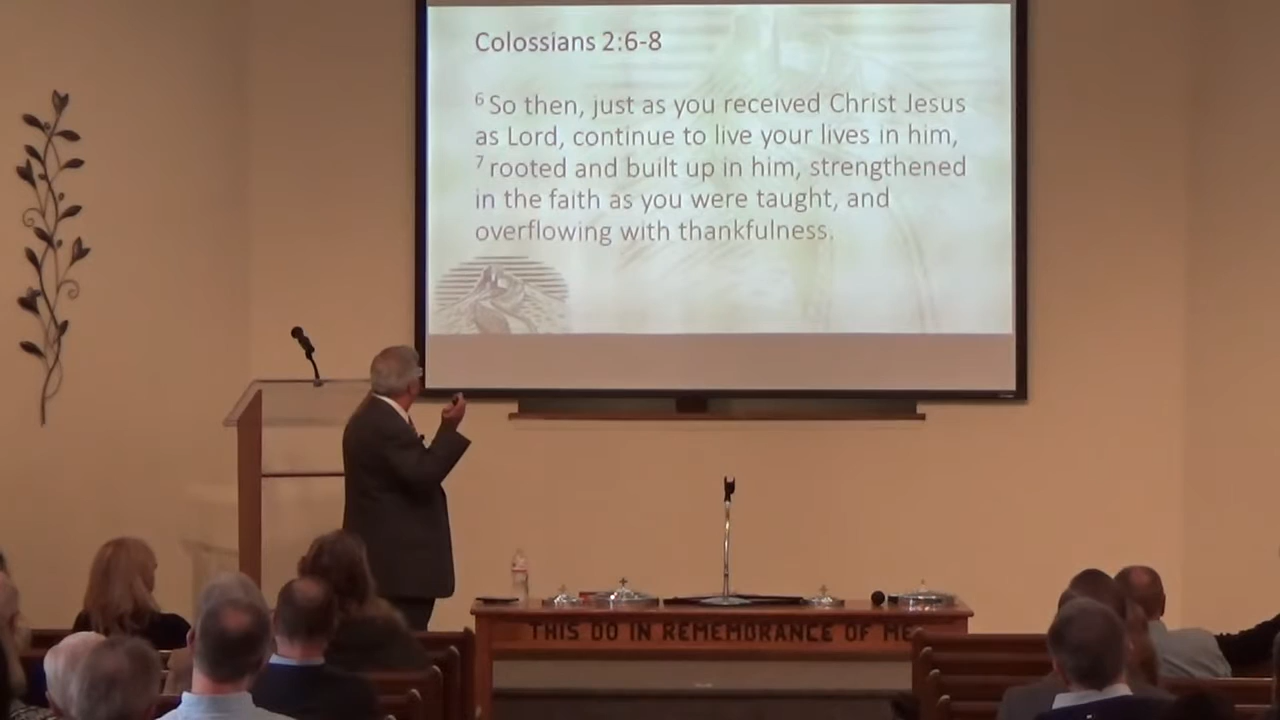 Colossians 2:6-8
6 So then, just as you received Christ Jesus
as Lord, continue to live your lives in him,
7 rooted and built up in him, strengthened
in the faith as you were taught, and
overflowing with thankfulness.
THIS DO IN REMEMBRANCE OF ME